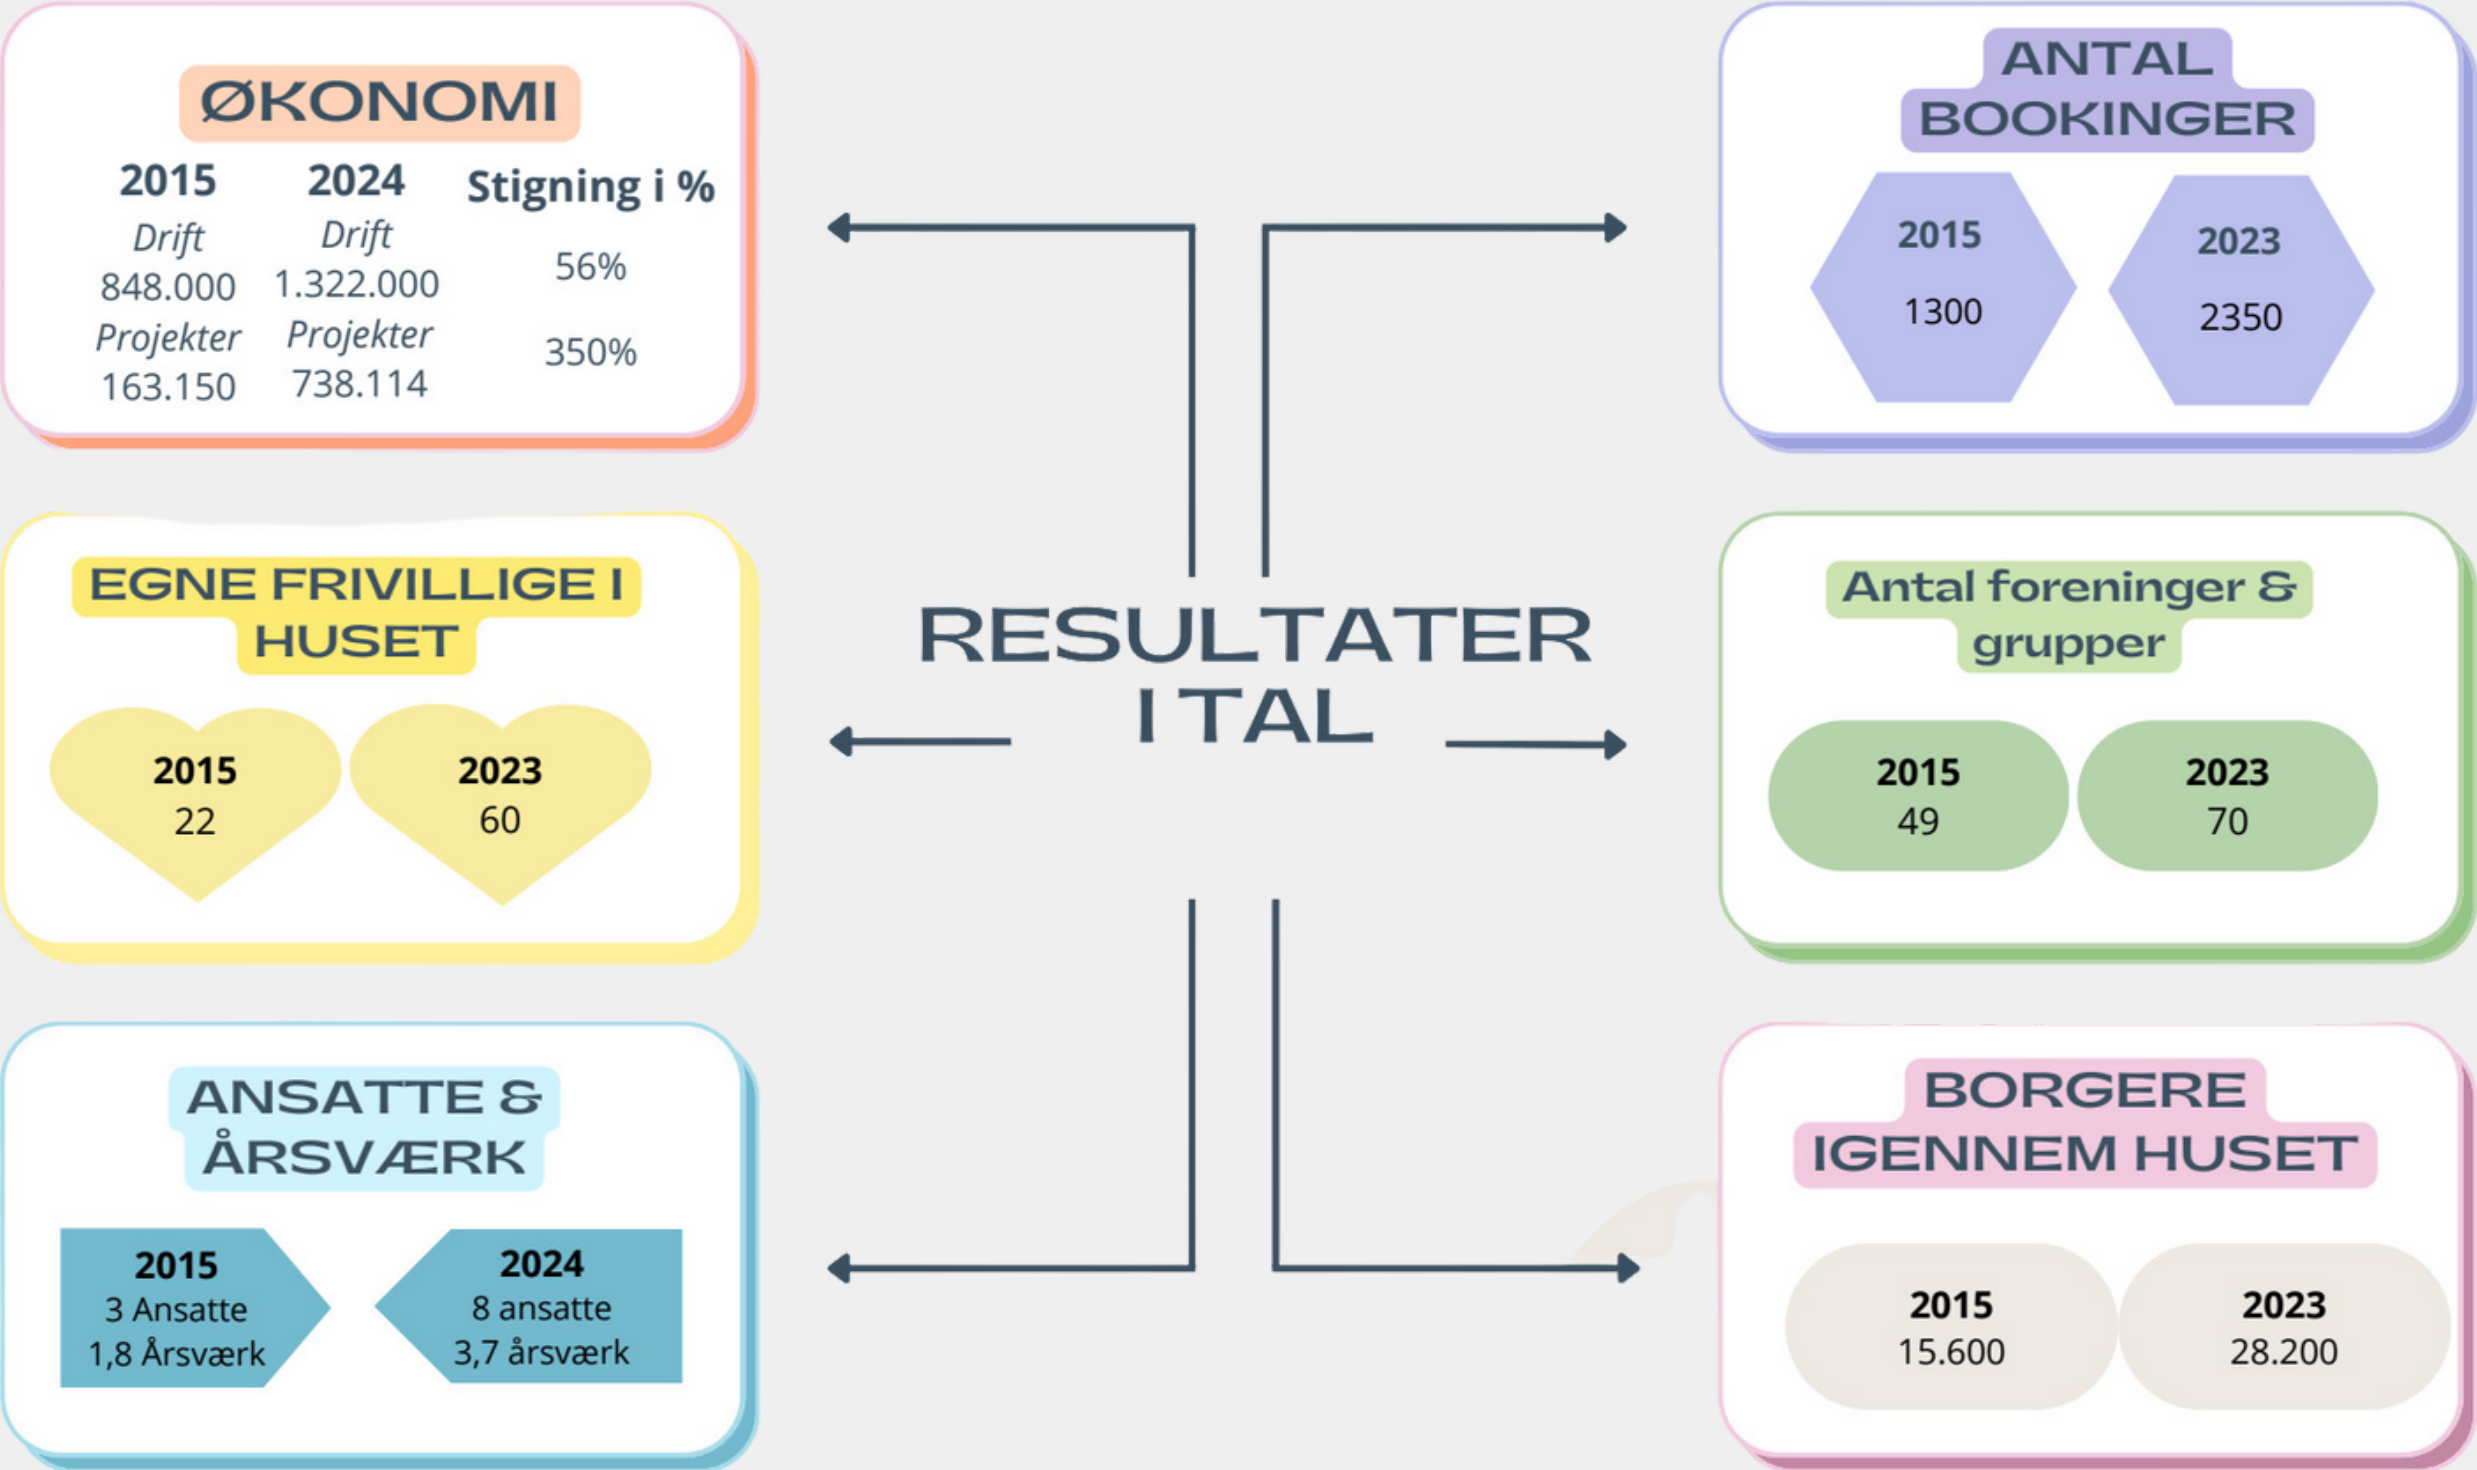 ØKONOMI
2015 2024 Stigning i %
Drift Drift
848.000 1.322.000 56%
Projekter Projekter
163.150 738.114 350%
ANTAL
BOOKINGER
2015 2023
1300 2350
EGNE FRIVILLIGE I
HUSET
2015 2023
22 60
RESULTATER
I TAL
Antal foreninger &
grupper
2015 2023
49 70
ANSATTE &
ÅRSVÆRK
2015 2024
3 Ansatte 8 ansatte
1,8 Årsværk 3,7 årsværk
BORGERE
IGENNEM HUSET
2015 2023
15.600 28.200